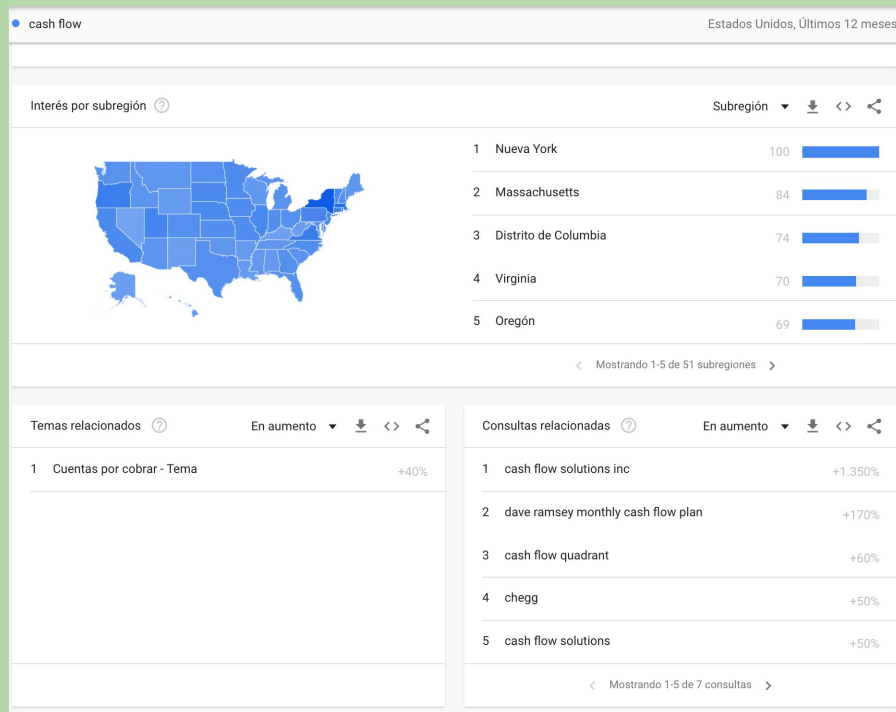 cash flow
Estados Unidos, Últimos 12 meses
Interés por subregión
Subregión
1 Nueva York 100
2 Massachusetts 84
3 Distrito de Columbia 74
4 Virginia 70
5 Oregón 69
Mostrando 1-5 de 51 subregiones
Temas relacionados
En aumento
1 Cuentas por cobrar - Tema +40%
Consultas relacionadas
En aumento
1 cash flow solutions inc +1.350%
2 dave ramsey monthly cash flow plan +170%
3 cash flow quadrant +60%
4 chegg +50%
5 cash flow solutions +50%
Mostrando 1-5 de 7 consultas